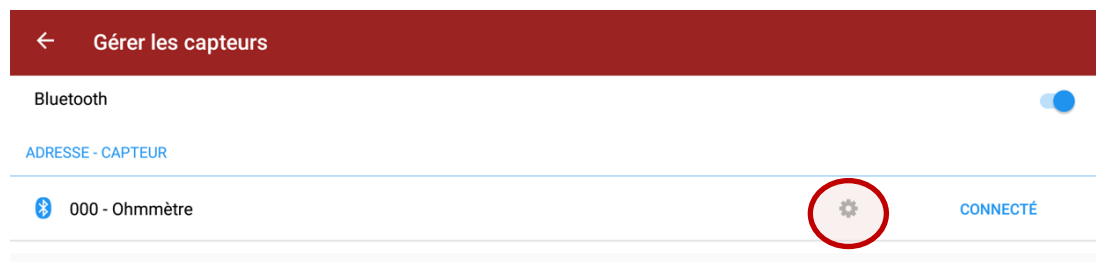 Gérer les capteurs
Bluetooth
ADRESSE - CAPTEUR
000 - Ohmmètre CONNECTÉ